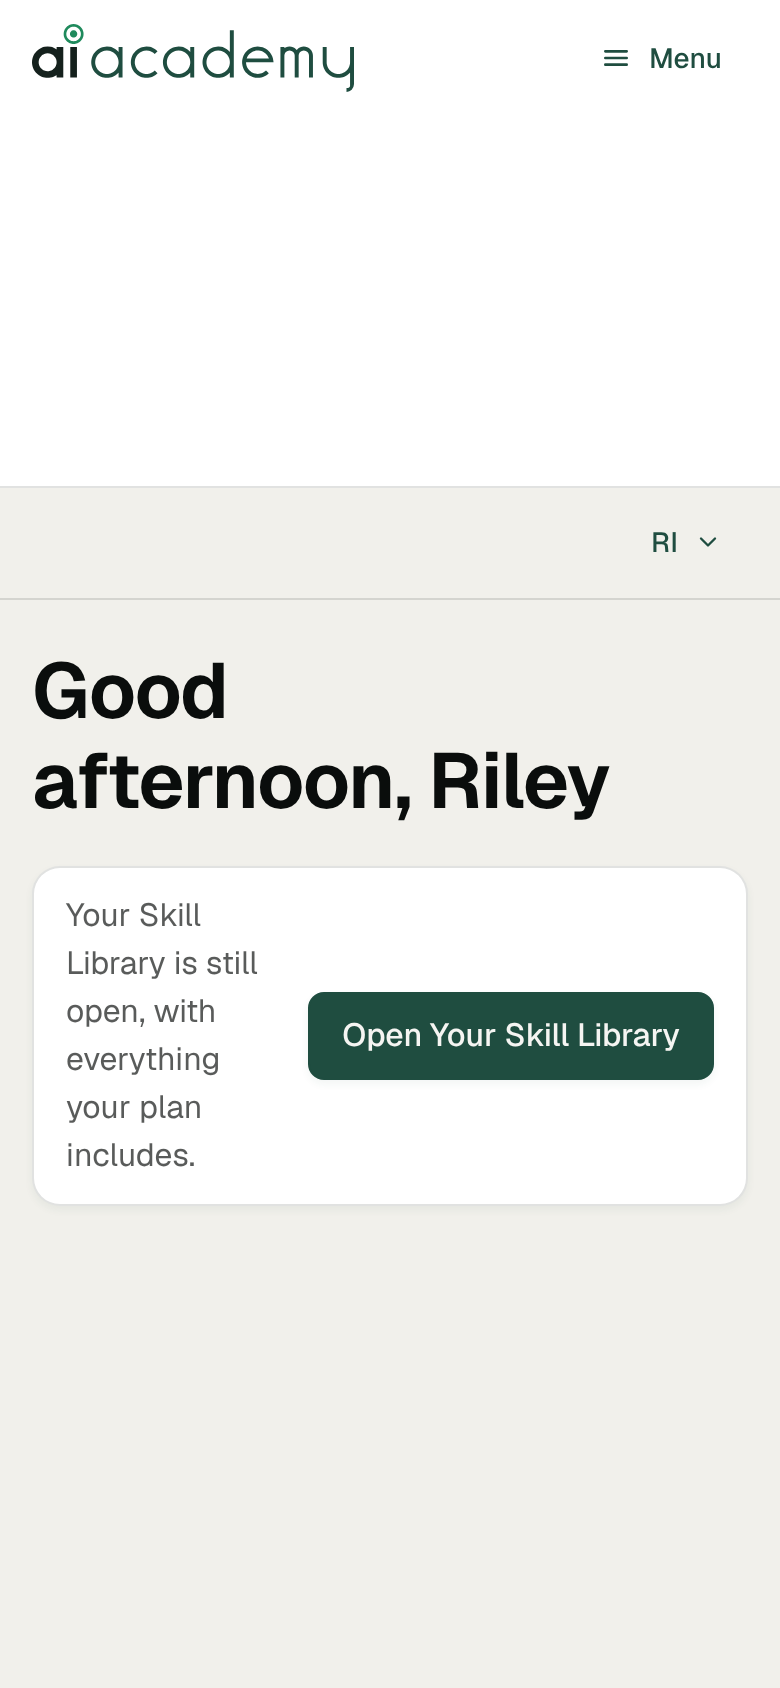 ai academy
Menu
RI
Good
afternoon, Riley
Your Skill
Library is still
open, with
everything
your plan
includes.
Open Your Skill Library